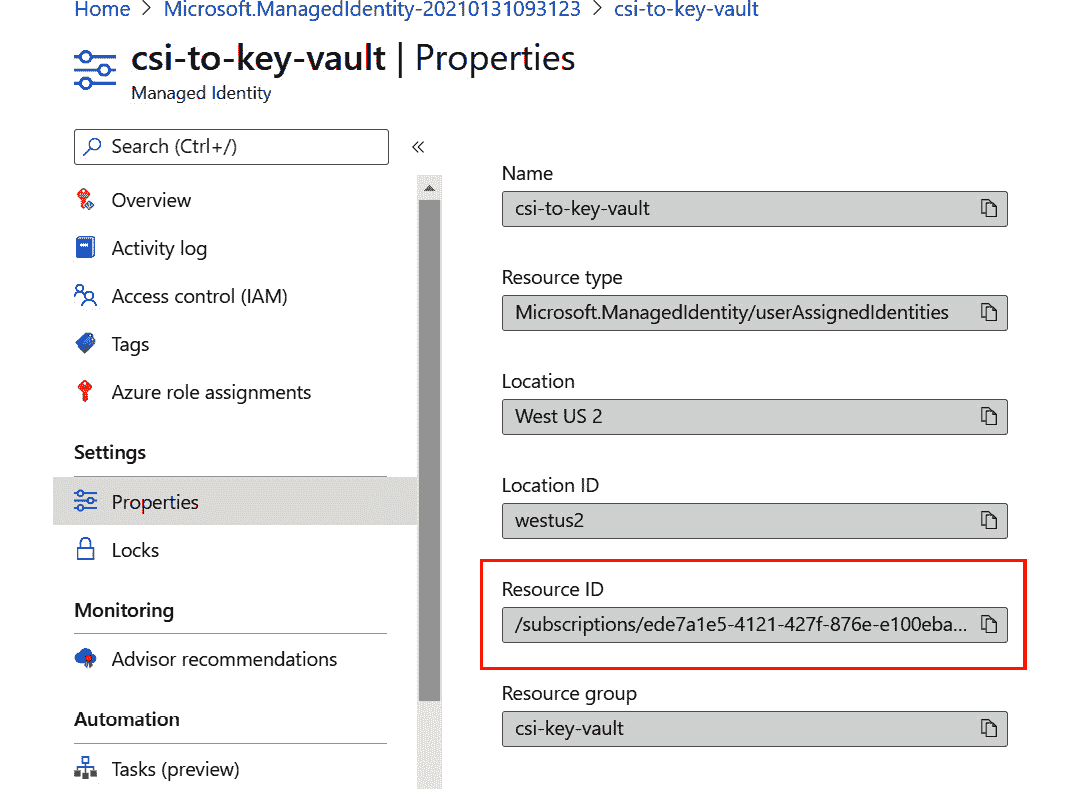 Home > Microsoft.ManagedIdentity-20210131093123 > csi-to-key-vault
csi-to-key-vault | Properties
Managed Identity
Search (Ctrl+/)
«
Overview
Activity log
Access control (IAM)
Tags
Azure role assignments
Settings
Properties
Locks
Monitoring
Advisor recommendations
Automation
Tasks (preview)
Name
csi-to-key-vault
Resource type
Microsoft.ManagedIdentity/userAssignedIdentities
Location
West US 2
Location ID
westus2
Resource ID
/subscriptions/ede7a1e5-4121-427f-876e-e100eba...
Resource group
csi-key-vault